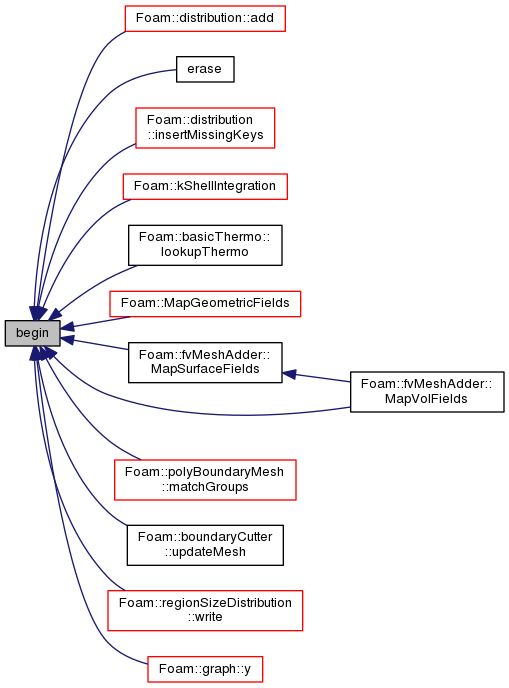 Foam::distribution::add
erase
Foam::distribution
::insertMissingKeys
Foam::kShellIntegration
Foam::basicThermo::
lookupThermo
Foam::MapGeometricFields
begin
Foam::fvMeshAdder::
MapSurfaceFields
Foam::fvMeshAdder::
MapVolFields
Foam::polyBoundaryMesh
::matchGroups
Foam::boundaryCutter
::updateMesh
Foam::regionSizeDistribution
::write
Foam::graph::y